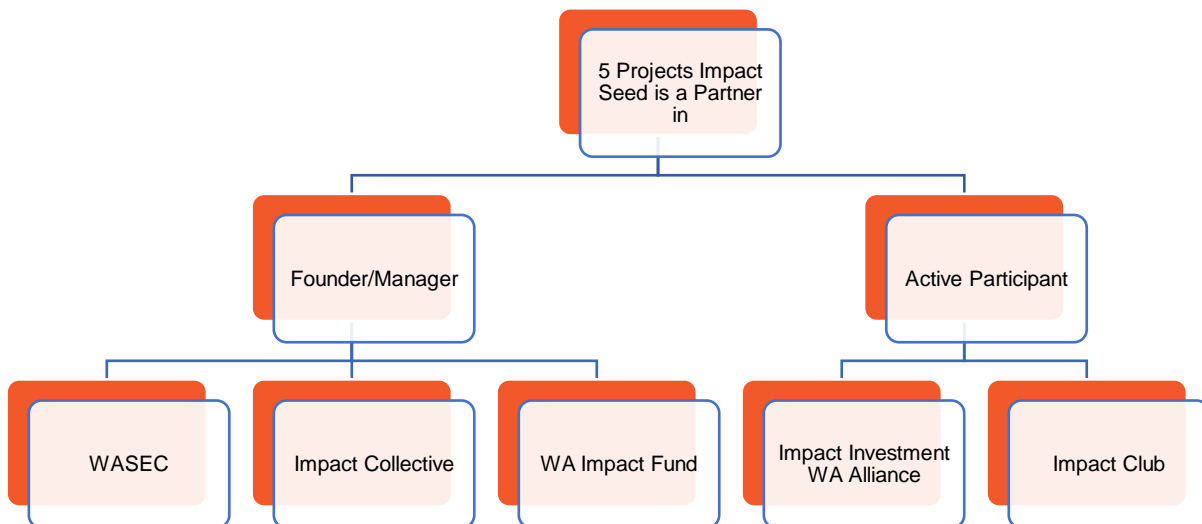 5 Projects Impact
Seed is a Partner
in
Founder/Manager
Active Participant
WASEC
Impact Collective
WA Impact Fund
Impact Investment
WA Alliance
Impact Club